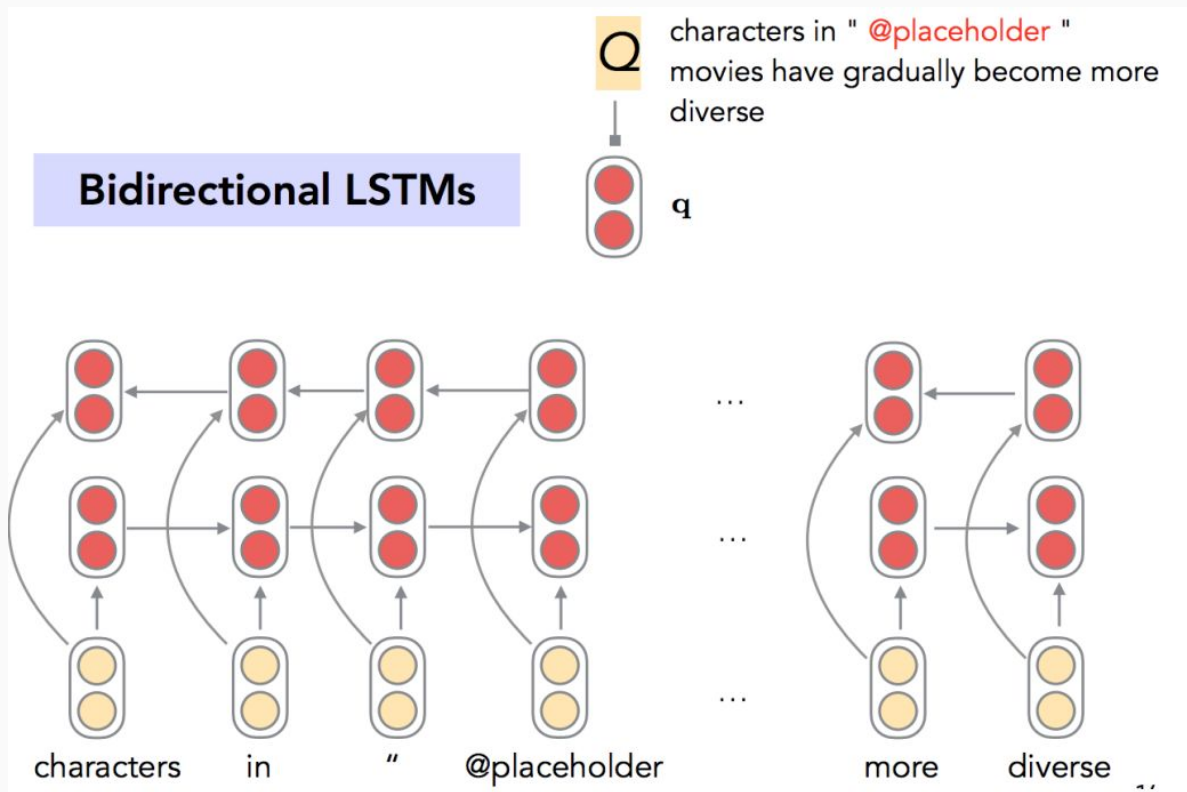 Q
characters in " @placeholder "
movies have gradually become more
diverse
Bidirectional LSTMs
q
...
...
...
characters in " @placeholder more diverse